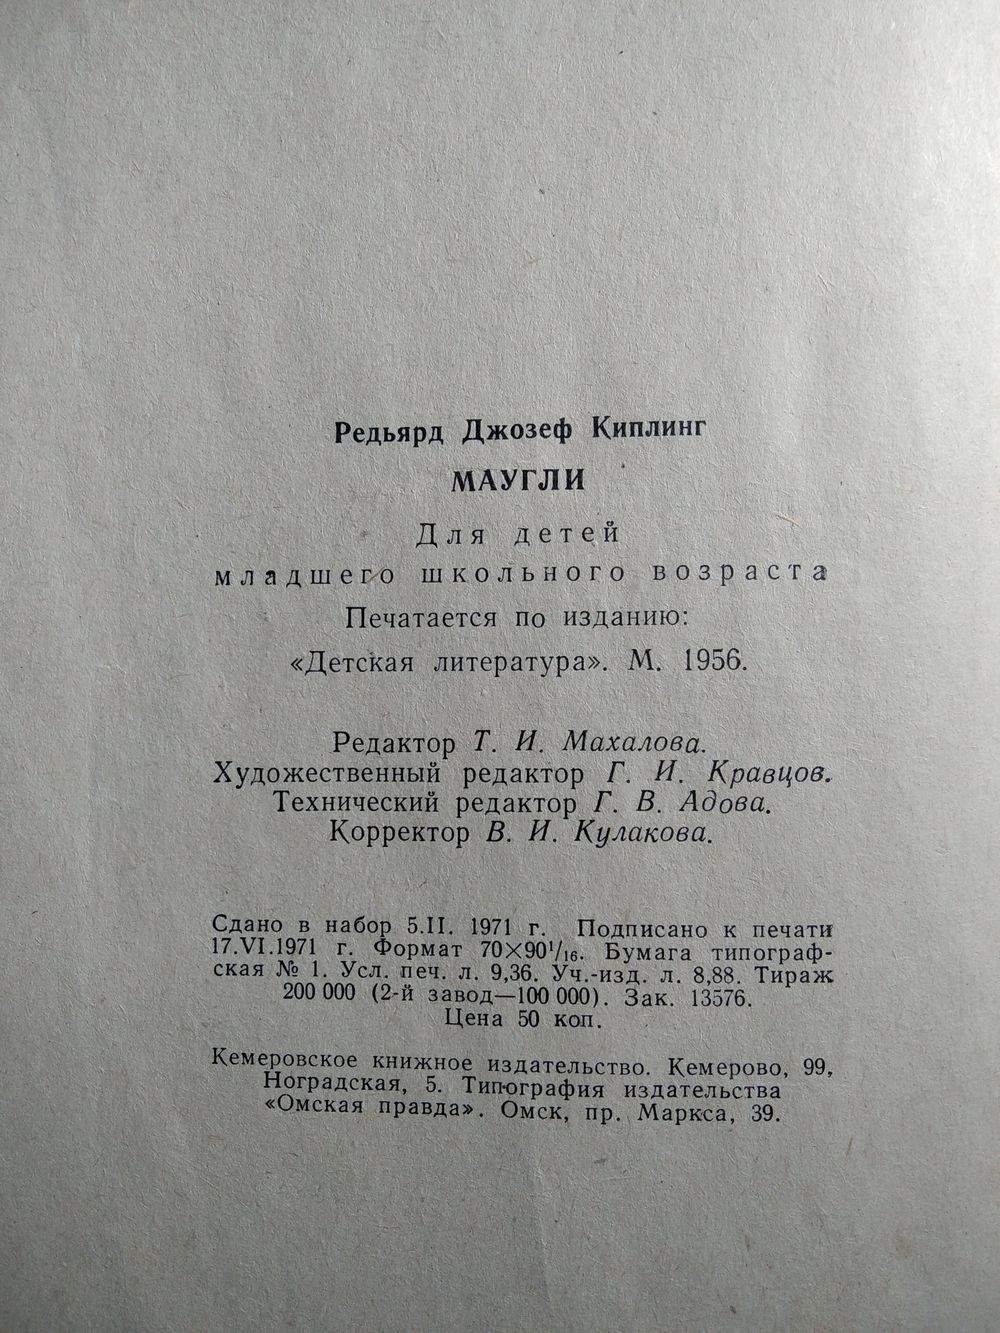 Редьярд Джозеф Киплинг
МАУГЛИ
Для детей
младшего школьного возраста
Печатается по изданию:
«Детская литература». М. 1956.
Редактор Т. И. Махалова.
Художественный редактор Г. И. Кравцов.
Технический редактор Г. В. Адова.
Корректор В. И. Кулакова.
Сдано в набор 5.II. 1971 г. Подписано к печати
17.VI.1971 г. Формат 70×90¹/₁₆. Бумага типограф-
ская № 1. Усл. печ. л. 9,36. Уч.-изд. л. 8,88. Тираж
200 000 (2-й завод—100 000). Зак. 13576.
Цена 50 коп.
Кемеровское книжное издательство. Кемерово, 99,
Ноградская, 5. Типография издательства
«Омская правда». Омск, пр. Маркса, 39.